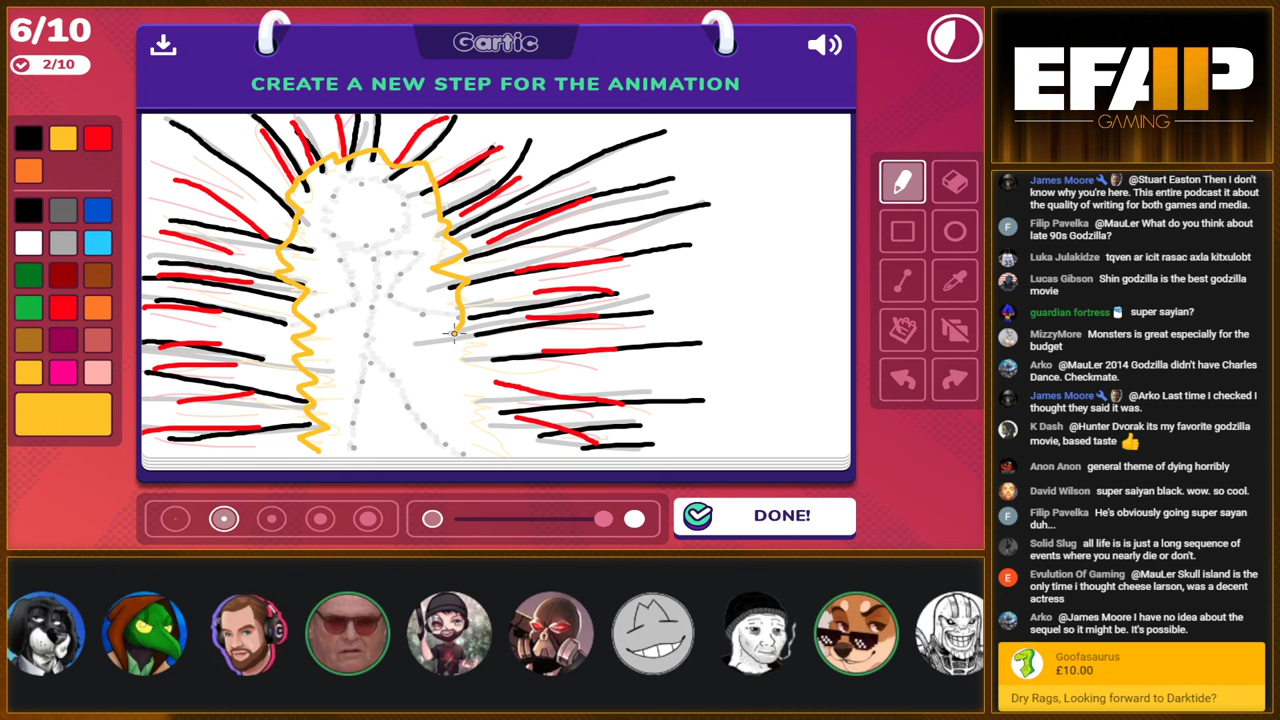 6/10
2/10
Gartic
CREATE A NEW STEP FOR THE ANIMATION
DONE!
EFAP
GAMING
James Moore @Stuart Easton Then I don't
know why you're here. This entire podcast it about
the quality of writing for both games and media.
Filip Pavelka @MauLer What do you think about
late 90s Godzilla?
Luka Julakidze tqven ar icit rasac axla kitxulobt
Lucas Gibson Shin godzilla is the best godzilla
movie
guardian fortress super saiyan?
MizzyMore Monsters is great especially for the
budget
Arko @MauLer 2014 Godzilla didn't have Charles
Dance. Checkmate.
James Moore @Arko Last time I checked I
thought they said it was.
K Dash @Hunter Dvorak its my favorite godzilla
movie, based taste
Anon Anon general theme of dying horribly
David Wilson super saiyan black. wow. so cool.
Filip Pavelka He's obviously going super sayan
duh...
Solid Slug all life is is just a long sequence of
events where you nearly die or don't.
E
Evulution Of Gaming @MauLer Skull island is the
only time i thought cheese larson, was a decent
actress
Arko @James Moore I have no idea about the
sequel so it might be. It's possible.
Goofasaurus
£10.00
Dry Rags, Looking forward to Darktide?